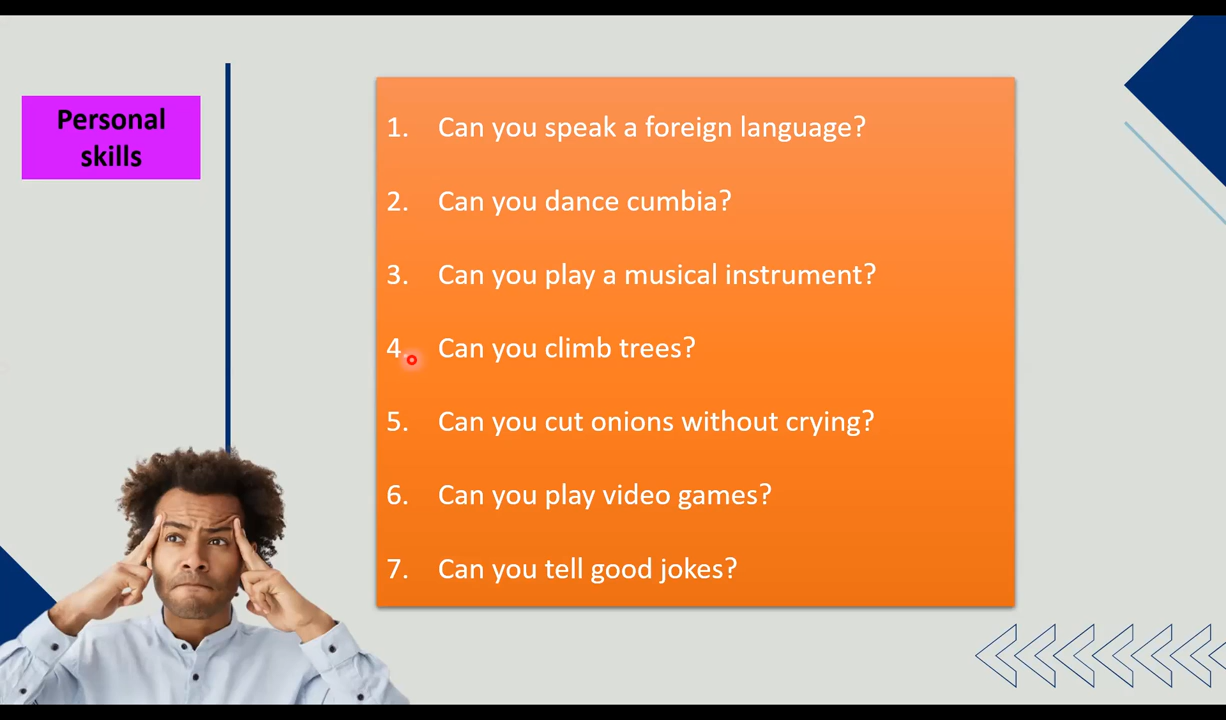 Personal
skills
1. Can you speak a foreign language?
2. Can you dance cumbia?
3. Can you play a musical instrument?
4. Can you climb trees?
5. Can you cut onions without crying?
6. Can you play video games?
7. Can you tell good jokes?